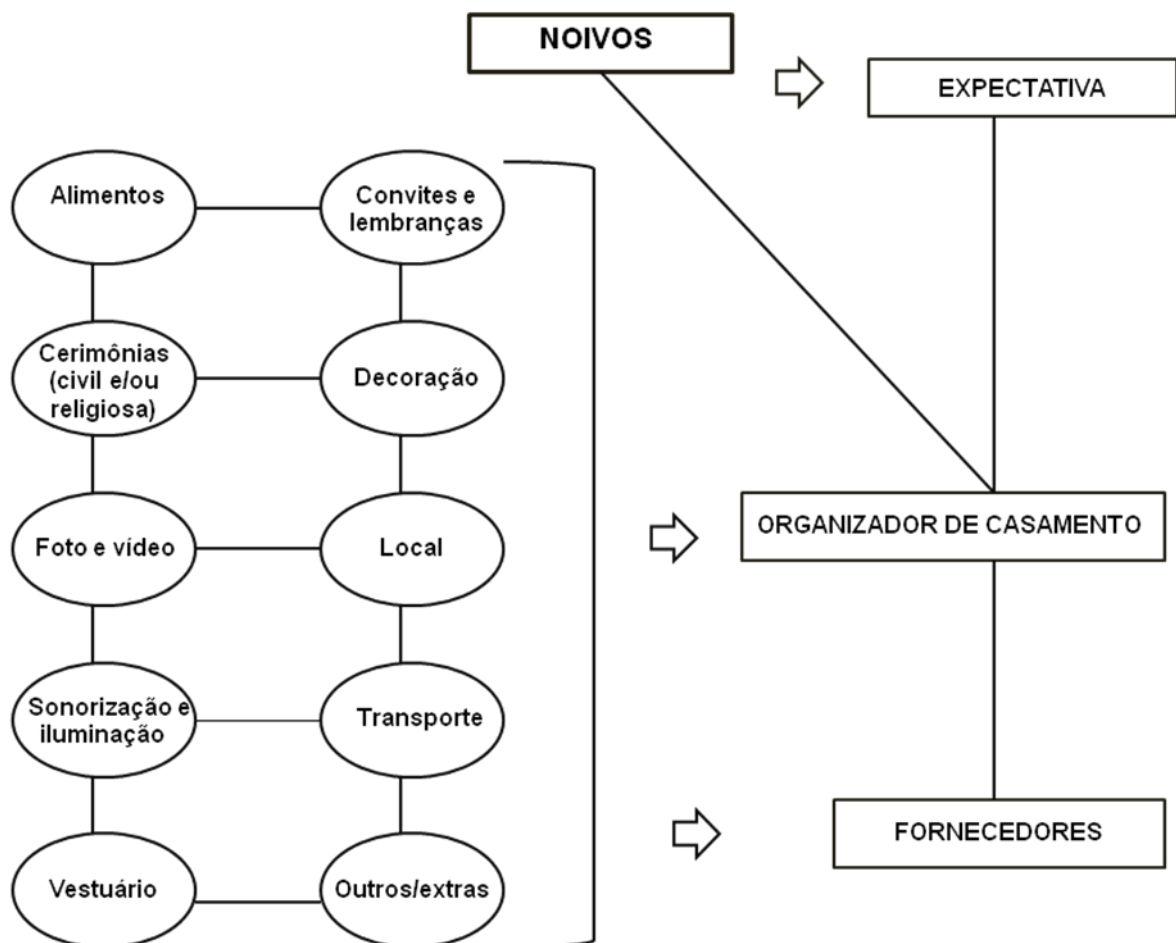 NOIVOS
EXPECTATIVA
Alimentos
Convites e
lembranças
Cerimônias
(civil e/ou
religiosa)
Decoração
Foto e vídeo
Local
ORGANIZADOR DE CASAMENTO
Sonorização e
iluminação
Transporte
FORNECEDORES
Vestuário
Outros/extras